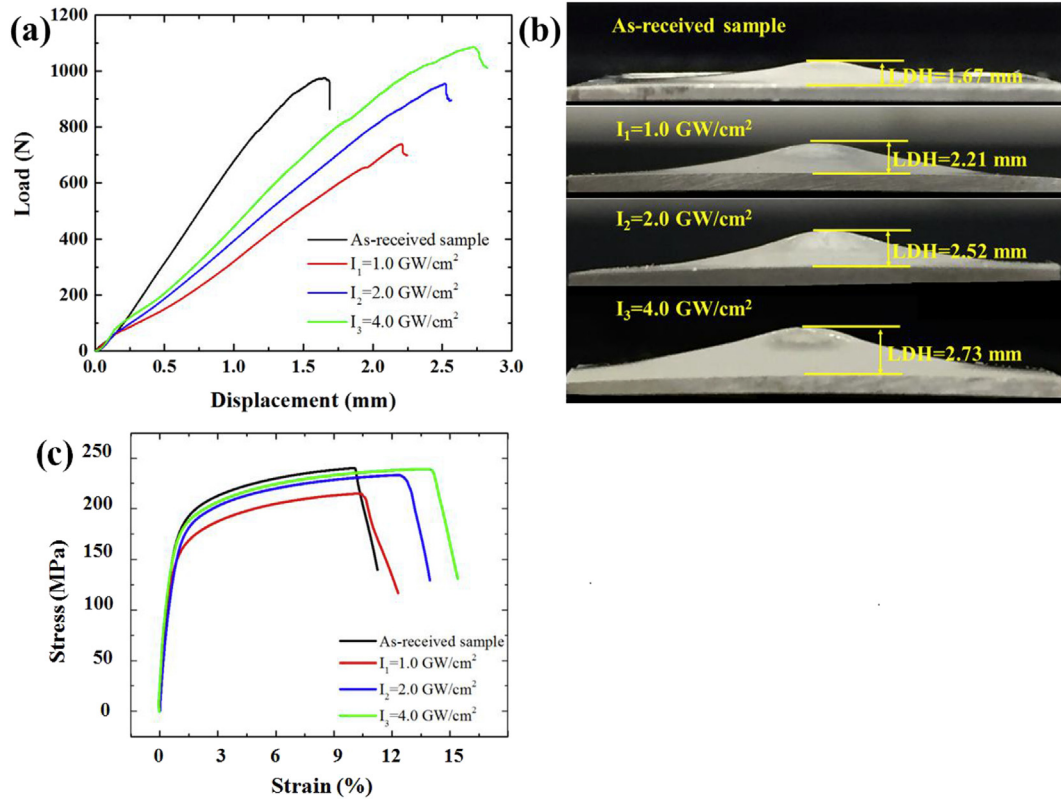 (a)
1200
1000
800
600
400
200
0
Load (N)
As-received sample
I₁=1.0 GW/cm²
I₂=2.0 GW/cm²
I₃=4.0 GW/cm²
0.0 0.5 1.0 1.5 2.0 2.5 3.0
Displacement (mm)
(b)
As-received sample
LDH=1.67 mm
I₁=1.0 GW/cm²
LDH=2.21 mm
I₂=2.0 GW/cm²
LDH=2.52 mm
I₃=4.0 GW/cm²
LDH=2.73 mm
(c)
250
200
150
100
50
0
Stress (MPa)
As-received sample
I₁=1.0 GW/cm²
I₂=2.0 GW/cm²
I₃=4.0 GW/cm²
0 3 6 9 12 15
Strain (%)